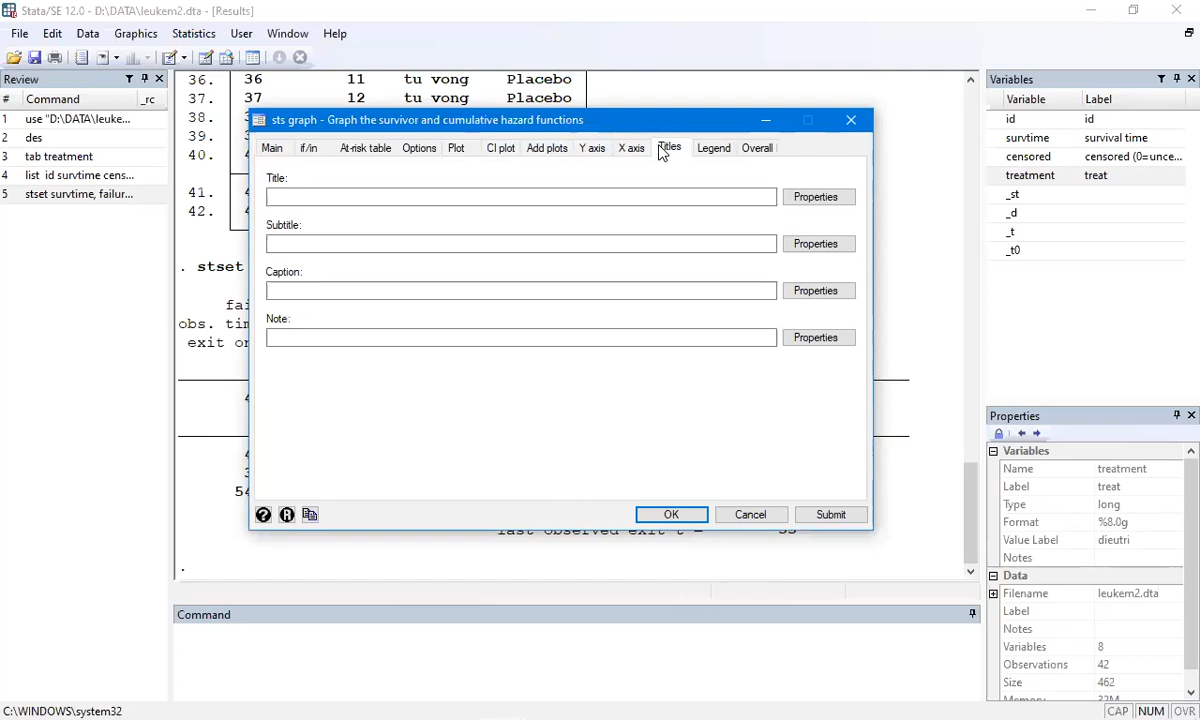 Stata/SE 12.0 - D:\DATA\leukem2.dta - [Results]
File Edit Data Graphics Statistics User Window Help
Review
# Command _rc
1 use "D:\DATA\leuke...
2 des
3 tab treatment
4 list id survtime cens...
5 stset survtime, failur...
36. 36 11 tu vong Placebo
37. 37 12 tu vong Placebo
38.
39.
40.
41.
42.
. stset
fai
obs. tim
exit on
54
last observed exit t = 35
.
sts graph - Graph the survivor and cumulative hazard functions
Main if/in At-risk table Options Plot CI plot Add plots Y axis X axis Titles Legend Overall
Title:
Properties
Subtitle:
Properties
Caption:
Properties
Note:
Properties
OK Cancel Submit
Command
Variables
Variable Label
id id
survtime survival time
censored censored (0=unce...
treatment treat
_st
_d
_t
_t0
Properties
Variables
Name treatment
Label treat
Type long
Format %8.0g
Value Label dieutri
Notes
Data
Filename leukem2.dta
Label
Notes
Variables 8
Observations 42
Size 462
Memory 32M
C:\WINDOWS\system32
CAP NUM OVR